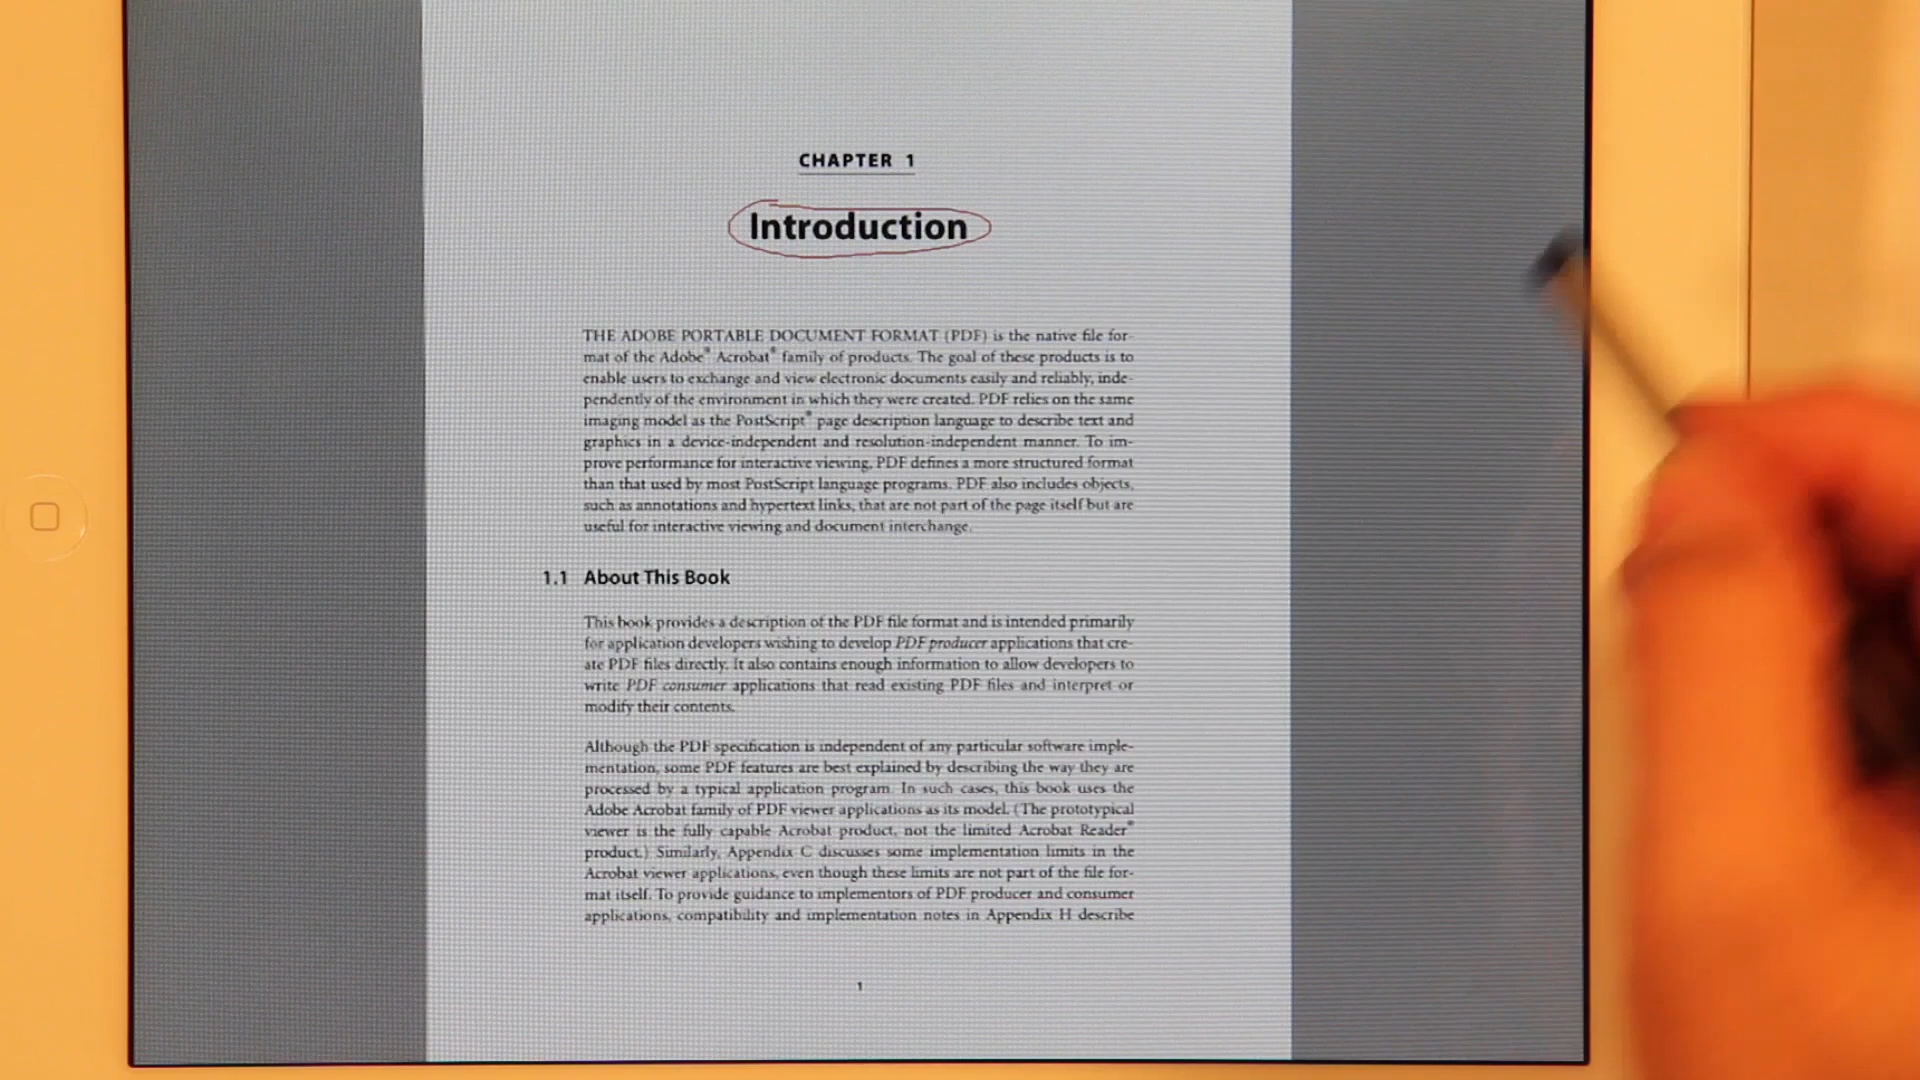 CHAPTER 1
Introduction
THE ADOBE PORTABLE DOCUMENT FORMAT (PDF) is the native file for-
mat of the Adobe® Acrobat® family of products. The goal of these products is to
enable users to exchange and view electronic documents easily and reliably, inde-
pendently of the environment in which they were created. PDF relies on the same
imaging model as the PostScript® page description language to describe text and
graphics in a device-independent and resolution-independent manner. To im-
prove performance for interactive viewing, PDF defines a more structured format
than that used by most PostScript language programs. PDF also includes objects,
such as annotations and hypertext links, that are not part of the page itself but are
useful for interactive viewing and document interchange.
1.1 About This Book
This book provides a description of the PDF file format and is intended primarily
for application developers wishing to develop PDF producer applications that cre-
ate PDF files directly. It also contains enough information to allow developers to
write PDF consumer applications that read existing PDF files and interpret or
modify their contents.
Although the PDF specification is independent of any particular software imple-
mentation, some PDF features are best explained by describing the way they are
processed by a typical application program. In such cases, this book uses the
Adobe Acrobat family of PDF viewer applications as its model. (The prototypical
viewer is the fully capable Acrobat product, not the limited Acrobat Reader®
product.) Similarly, Appendix C discusses some implementation limits in the
Acrobat viewer applications, even though these limits are not part of the file for-
mat itself. To provide guidance to implementors of PDF producer and consumer
applications, compatibility and implementation notes in Appendix H describe
1